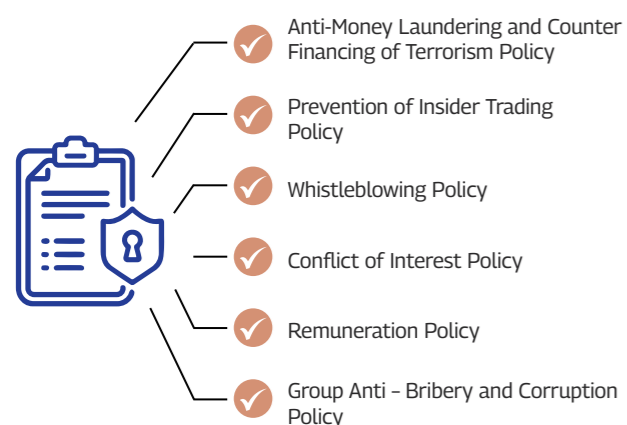 Anti-Money Laundering and Counter
Financing of Terrorism Policy
Prevention of Insider Trading
Policy
Whistleblowing Policy
Conflict of Interest Policy
Remuneration Policy
Group Anti – Bribery and Corruption
Policy